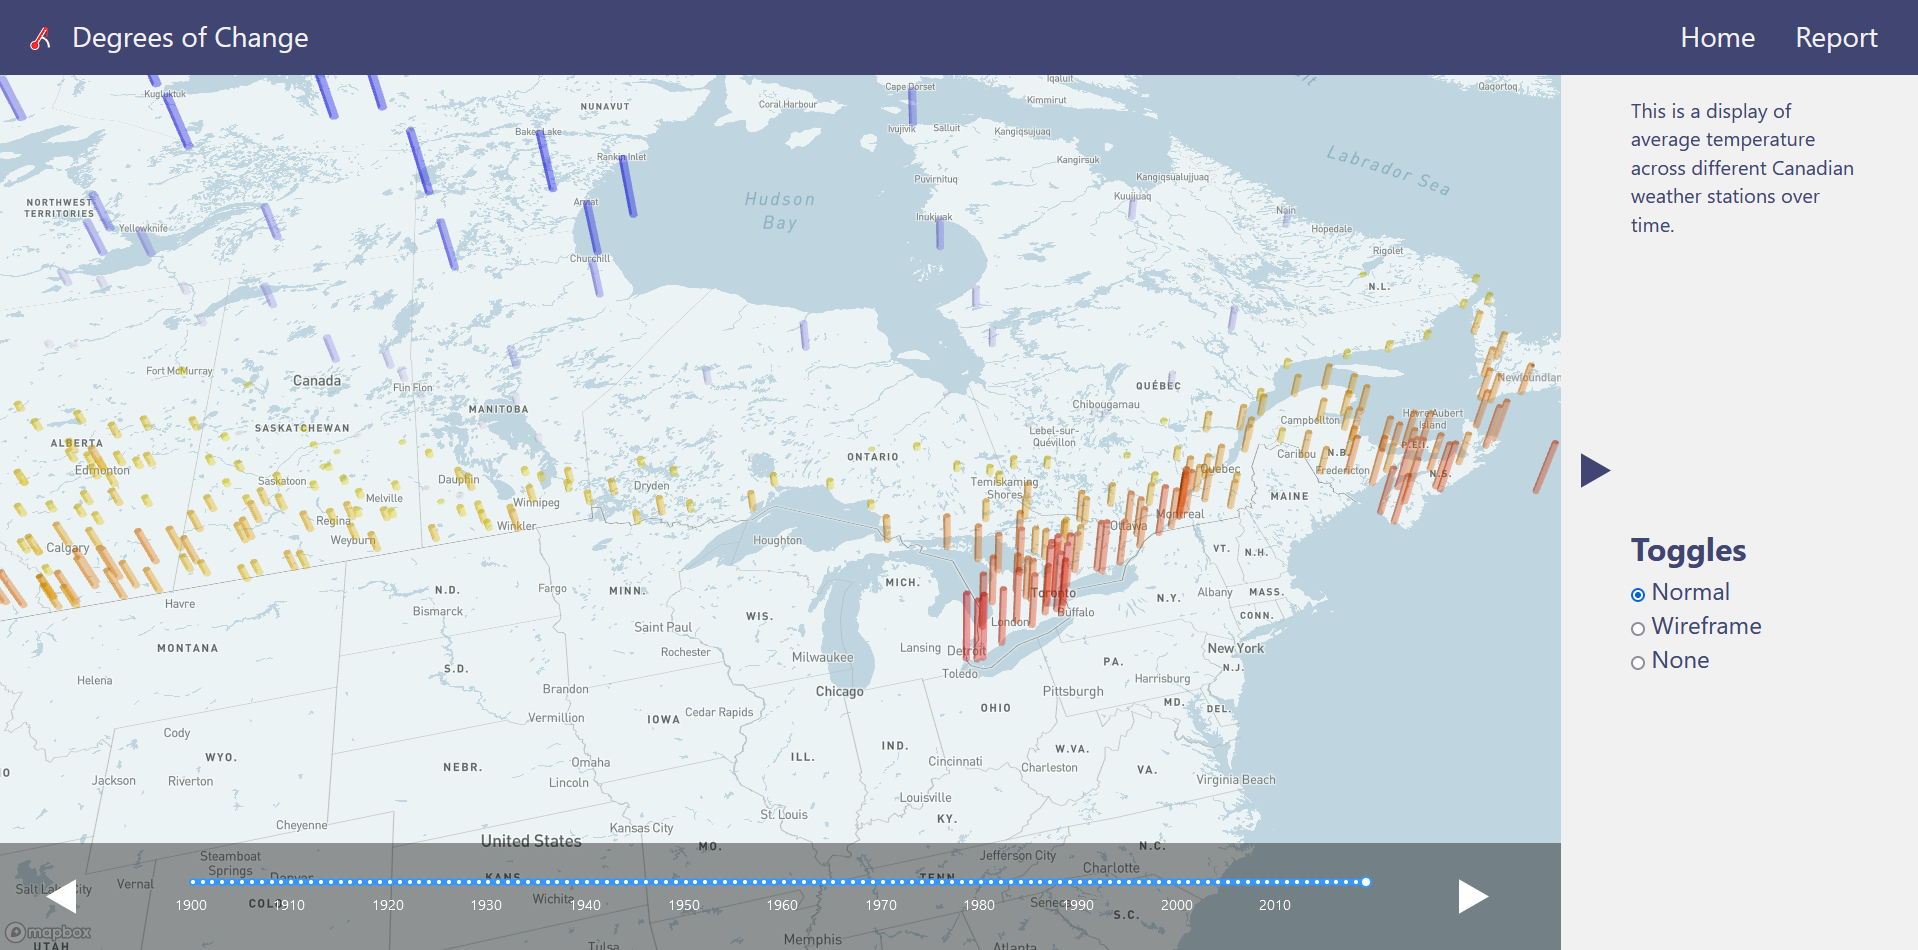 Degrees of Change
Home
Report
This is a display of
average temperature
across different Canadian
weather stations over
time.
Toggles
Normal
Wireframe
None
Kugluktuk
NUNAVUT
Coral Harbour
Cape Dorset
Iqaluit
Kimmirut
Qaqortoq
Baker Lake
Rankin Inlet
Ivujivik
Salluit
Kangiqsujuaq
Kangirsuk
Labrador Sea
Puvirnituq
Kangiqsualujjuaq
Kuujjuaq
NORTHWEST
TERRITORIES
Yellowknife
Arviat
Hudson
Bay
Inukjuak
Nain
Hopedale
Rigolet
Churchill
N.L.
Fort McMurray
Canada
Flin Flon
QUÉBEC
Newfoundlan
MANITOBA
Chibougamau
Havre-Aubert
Island
Campbellton
SASKATCHEWAN
ALBERTA
Lebel-sur-
Quévillon
P.E.I.
Edmonton
ONTARIO
Caribou
N.B.
Fredericton
N.S.
Quebec
Saskatoon
Dauphin
Dryden
Temiskaming
Shores
MAINE
Melville
Winnipeg
Regina
Winkler
Montreal
Ottawa
Weyburn
Calgary
Houghton
VT.
N.H.
Havre
N.D.
Fargo
MINN.
MICH.
Toronto
N.Y.
Albany
MASS.
Bismarck
WIS.
Buffalo
CONN.
London
Saint Paul
MONTANA
Rochester
Milwaukee
Lansing
Detroit
New York
S.D.
PA.
N.J.
Helena
Toledo
Harrisburg
Brandon
Chicago
Pittsburgh
Vermillion
IOWA
Cedar Rapids
OHIO
MD.
DEL.
Cody
WYO.
IND.
W.VA.
NEBR.
Omaha
ILL.
Cincinnati
Charleston
VA.
Jackson
Riverton
Lincoln
Virginia Beach
Louisville
Cheyenne
Kansas City
St. Louis
KY.
United States
MO.
N.C.
Steamboat
Springs
Jefferson City
Charlotte
Salt Lake City
Vernal
Denver
KANS.
TENN.
COLO.
Wichita
Seneca
S.C.
1900
1910
1920
1930
1940
1950
1960
1970
1980
1990
2000
2010
mapbox
UTAH
Tulsa
Memphis
Atlanta